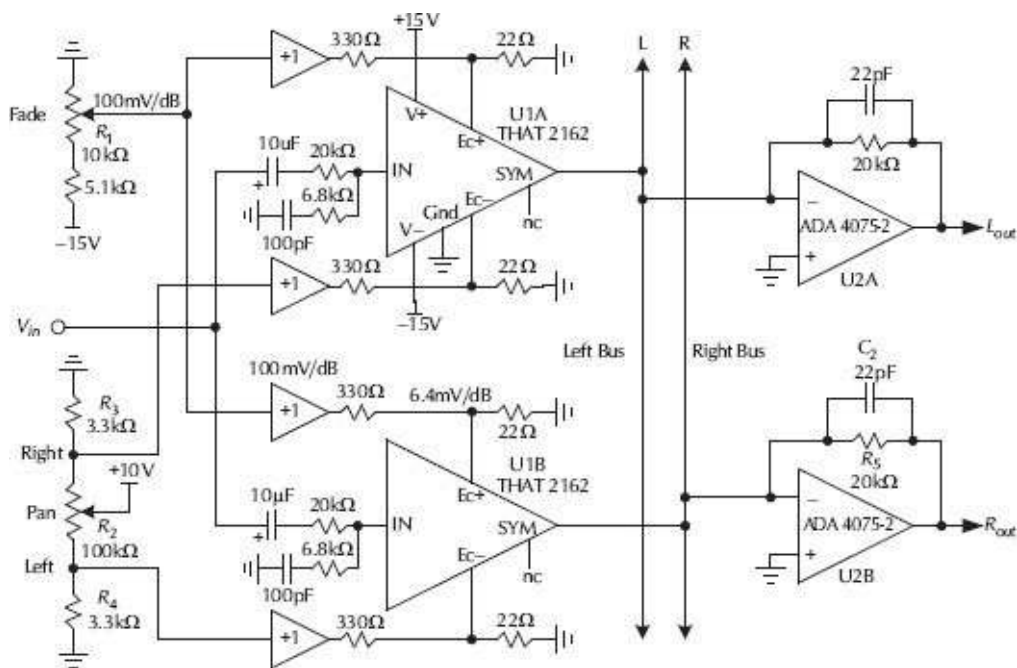 +15V
330Ω
22Ω
L
R
+1
Fade
100mV/dB
R1
10kΩ
5.1kΩ
−15V
V+
Ec+
U1A
THAT 2162
10uF
20kΩ
+
6.8kΩ
100pF
IN
SYM
Ec−
Gnd
V−
nc
22pF
20kΩ
−
ADA 4075-2
+
Lout
U2A
330Ω
22Ω
+1
−15V
Vin
Left Bus
Right Bus
100mV/dB
330Ω
6.4mV/dB
+1
22Ω
R3
3.3kΩ
Right
+10V
Pan
R2
100kΩ
Left
R4
3.3kΩ
10µF
20kΩ
+
6.8kΩ
100pF
IN
Ec+
U1B
THAT 2162
SYM
Ec−
nc
C2
22pF
R5
20kΩ
−
ADA 4075-2
+
Rout
U2B
+1
330Ω
22Ω